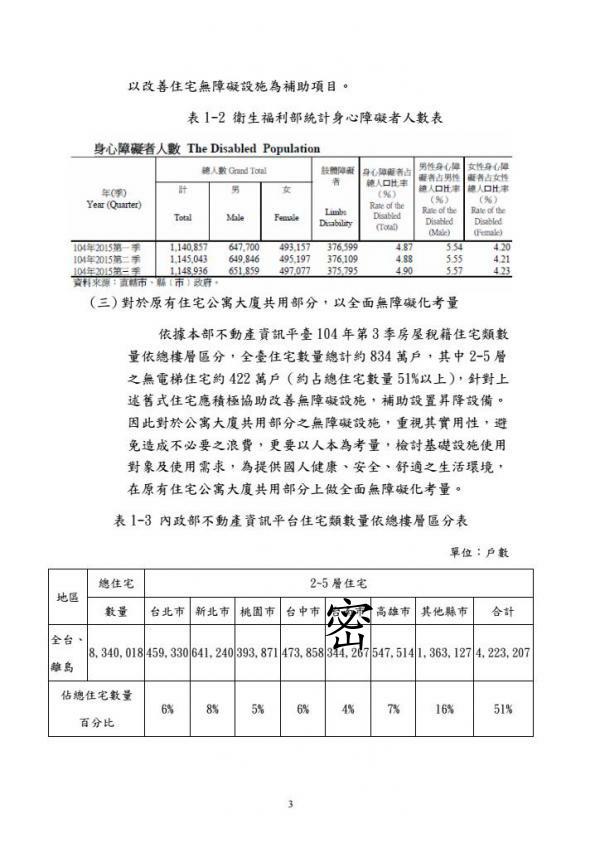 以改善住宅無障礙設施為補助項目。
表 1-2 衛生福利部統計身心障礙者人數表
身心障礙者人數 The Disabled Population
年(季) Year (Quarter) 總人數 Grand Total 肢體障礙者 Limbs Disability 身心障礙者占總人口比率（%） Rate of the Disabled (Total) 男性身心障礙者占男性總人口比率（%） Rate of the Disabled (Male) 女性身心障礙者占女性總人口比率（%） Rate of the Disabled (Female)
計 Total 男 Male 女 Female
104年2015第一季 1,140,857 647,700 493,157 376,599 4.87 5.54 4.20
104年2015第二季 1,145,043 649,846 495,197 376,109 4.88 5.55 4.21
104年2015第三季 1,148,936 651,859 497,077 375,795 4.90 5.57 4.23
資料來源：直轄市、縣（市）政府。
(三)對於原有住宅公寓大廈共用部分，以全面無障礙化考量
依據本部不動產資訊平臺 104 年第 3 季房屋稅籍住宅類數
量依總樓層區分，全臺住宅數量總計約 834 萬戶，其中 2-5 層
之無電梯住宅約 422 萬戶（約占總住宅數量 51%以上），針對上
述舊式住宅應積極協助改善無障礙設施，補助設置昇降設備。
因此對於公寓大廈共用部分之無障礙設施，重視其實用性，避
免造成不必要之浪費，更要以人本為考量，檢討基礎設施使用
對象及使用需求，為提供國人健康、安全、舒適之生活環境，
在原有住宅公寓大廈共用部分上做全面無障礙化考量。
表 1-3 內政部不動產資訊平台住宅類數量依總樓層區分表
單位：戶數
地區 總住宅數量 2~5 層住宅
台北市 新北市 桃園市 台中市 高雄市 其他縣市 合計
密
全台、離島 8,340,018 459,330 641,240 393,871 473,858 344,267 547,514 1,363,127 4,223,207
佔總住宅數量百分比 6% 8% 5% 6% 4% 7% 16% 51%
3